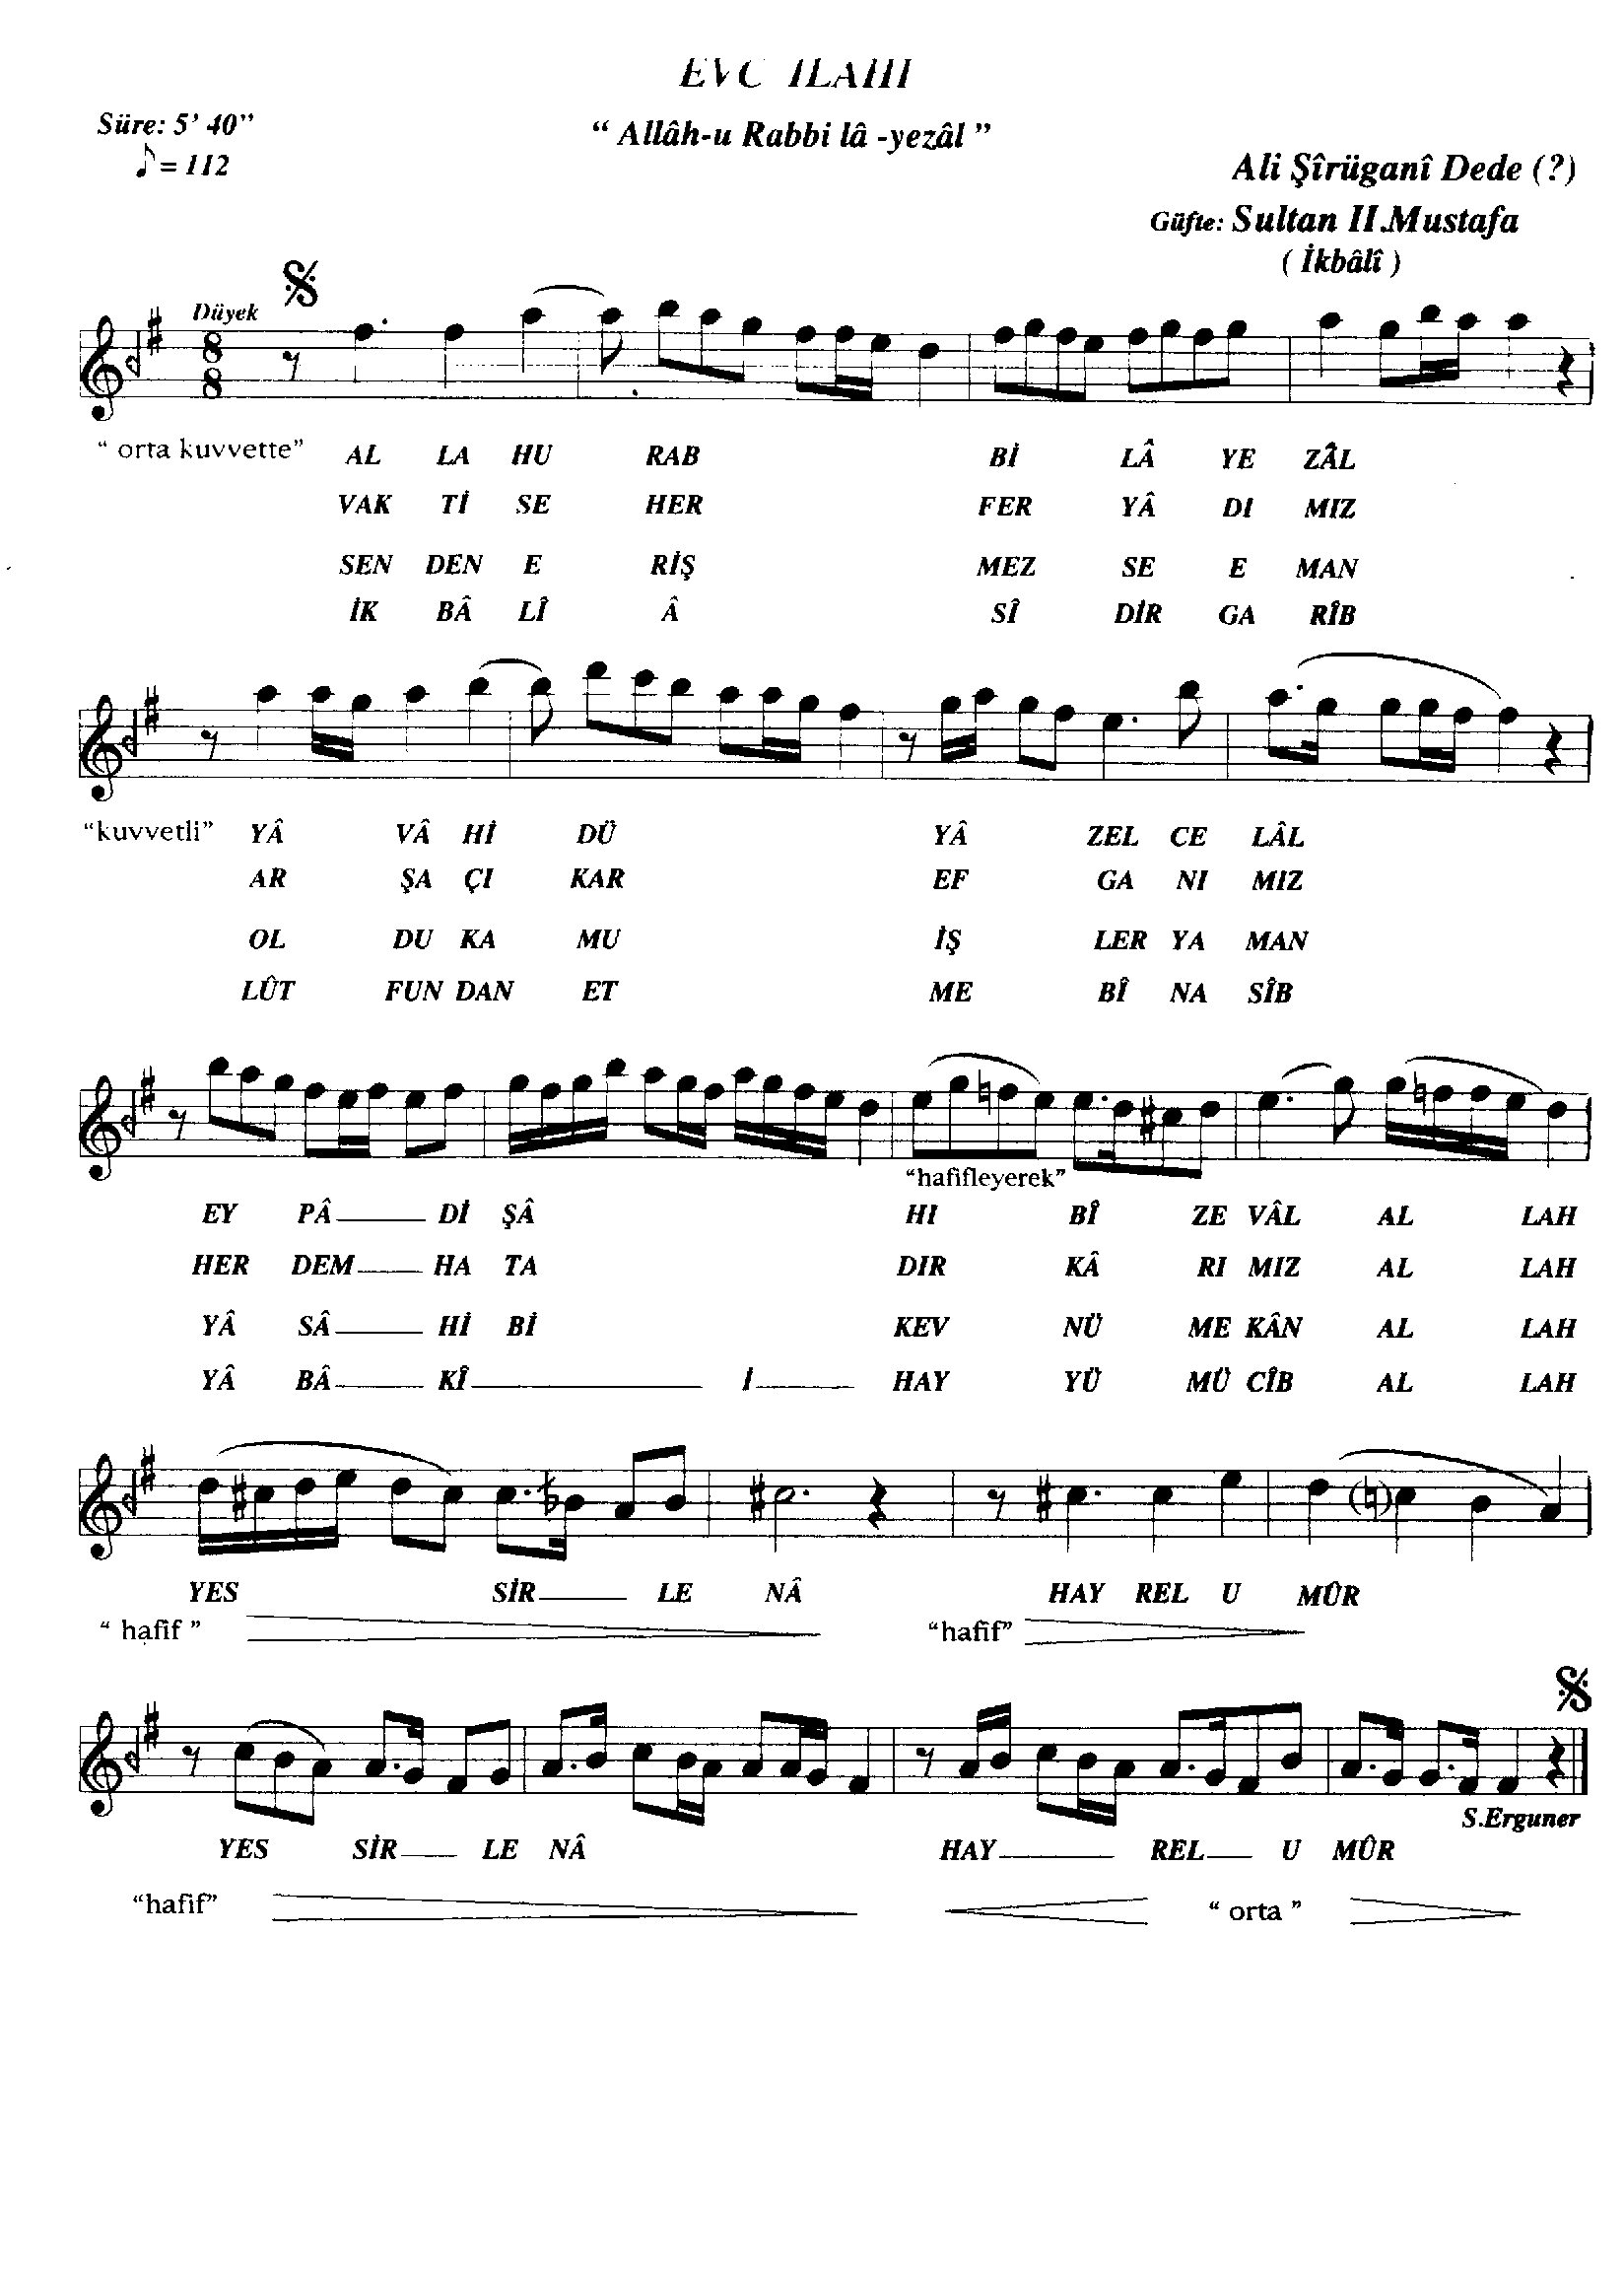 EVC İLAHİ
Süre: 5' 40"
" Allâh-u Rabbi lâ -yezâl "
♪ = 112
Ali Şîrüganî Dede (?)
Güfte: Sultan II.Mustafa
( İkbâlî )
Düyek
8
8
" orta kuvvette" AL LA HU RAB Bİ LÂ YE ZÂL
VAK Tİ SE HER FER YÂ DI MIZ
SEN DEN E RİŞ MEZ SE E MAN
İK BÂ LÎ Â SÎ DİR GA RÎB
"kuvvetli" YÂ VÂ Hİ DÜ YÂ ZEL CE LÂL
AR ŞA ÇI KAR EF GA NI MIZ
OL DU KA MU İŞ LER YA MAN
LÛT FUN DAN ET ME BÎ NA SÎB
"hafifleyerek"
EY PÂ Dİ ŞÂ HI BÎ ZE VÂL AL LAH
HER DEM HA TA DIR KÂ RI MIZ AL LAH
YÂ SÂ Hİ Bİ KEV NÜ ME KÂN AL LAH
YÂ BÂ KÎ İ HAY YÜ MÜ CÎB AL LAH
YES SİR LE NÂ HAY REL U MÛR
" hafif " "hafif"
S.Erguner
YES SİR LE NÂ HAY REL U MÛR
"hafif" " orta "